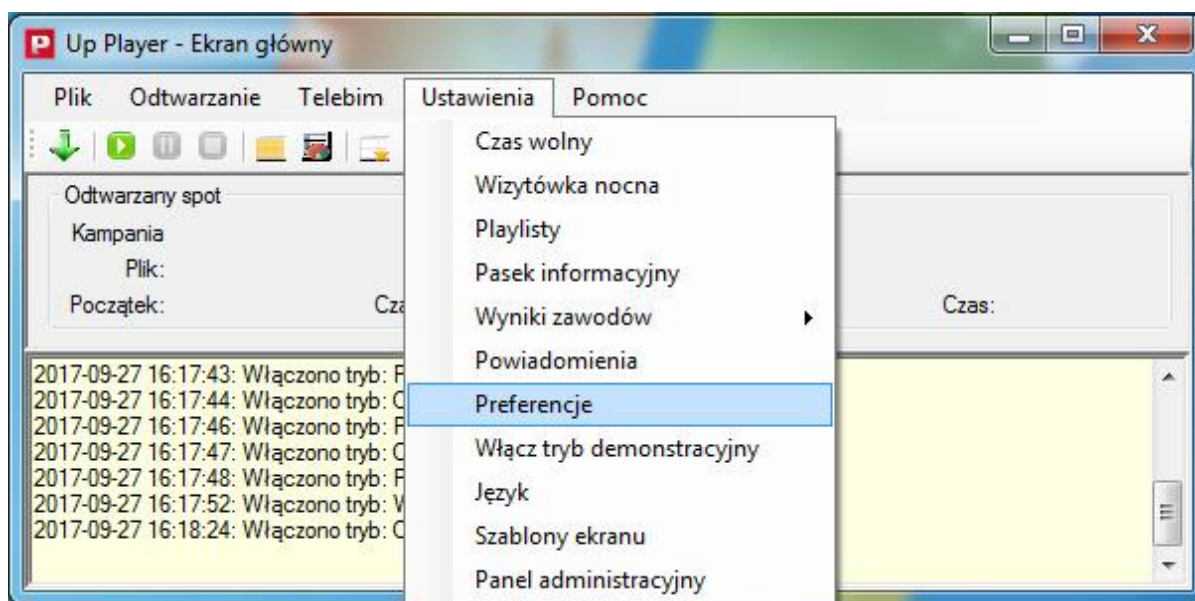 Up Player - Ekran główny
Plik Odtwarzanie Telebim Ustawienia Pomoc
Czas wolny
Wizytówka nocna
Playlisty
Pasek informacyjny
Wyniki zawodów
Powiadomienia
Preferencje
Włącz tryb demonstracyjny
Język
Szablony ekranu
Panel administracyjny
Odtwarzany spot
Kampania
Plik:
Początek: Czas:
2017-09-27 16:17:43: Włączono tryb:
2017-09-27 16:17:44: Włączono tryb:
2017-09-27 16:17:46: Włączono tryb:
2017-09-27 16:17:47: Włączono tryb:
2017-09-27 16:17:48: Włączono tryb:
2017-09-27 16:17:52: Włączono tryb:
2017-09-27 16:18:24: Włączono tryb: